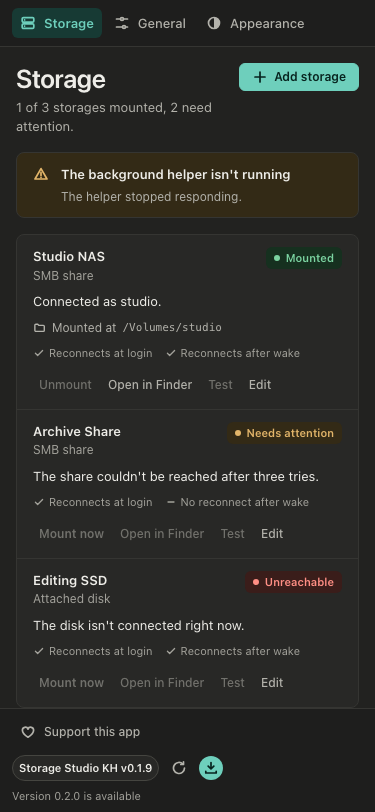 Storage
General
Appearance
Storage
Add storage
1 of 3 storages mounted, 2 need
attention.
The background helper isn't running
The helper stopped responding.
Studio NAS
Mounted
SMB share
Connected as studio.
Mounted at /Volumes/studio
Reconnects at login
Reconnects after wake
Unmount
Open in Finder
Test
Edit
Archive Share
Needs attention
SMB share
The share couldn't be reached after three tries.
Reconnects at login
No reconnect after wake
Mount now
Open in Finder
Test
Edit
Editing SSD
Unreachable
Attached disk
The disk isn't connected right now.
Reconnects at login
Reconnects after wake
Mount now
Open in Finder
Test
Edit
Support this app
Storage Studio KH v0.1.9
Version 0.2.0 is available